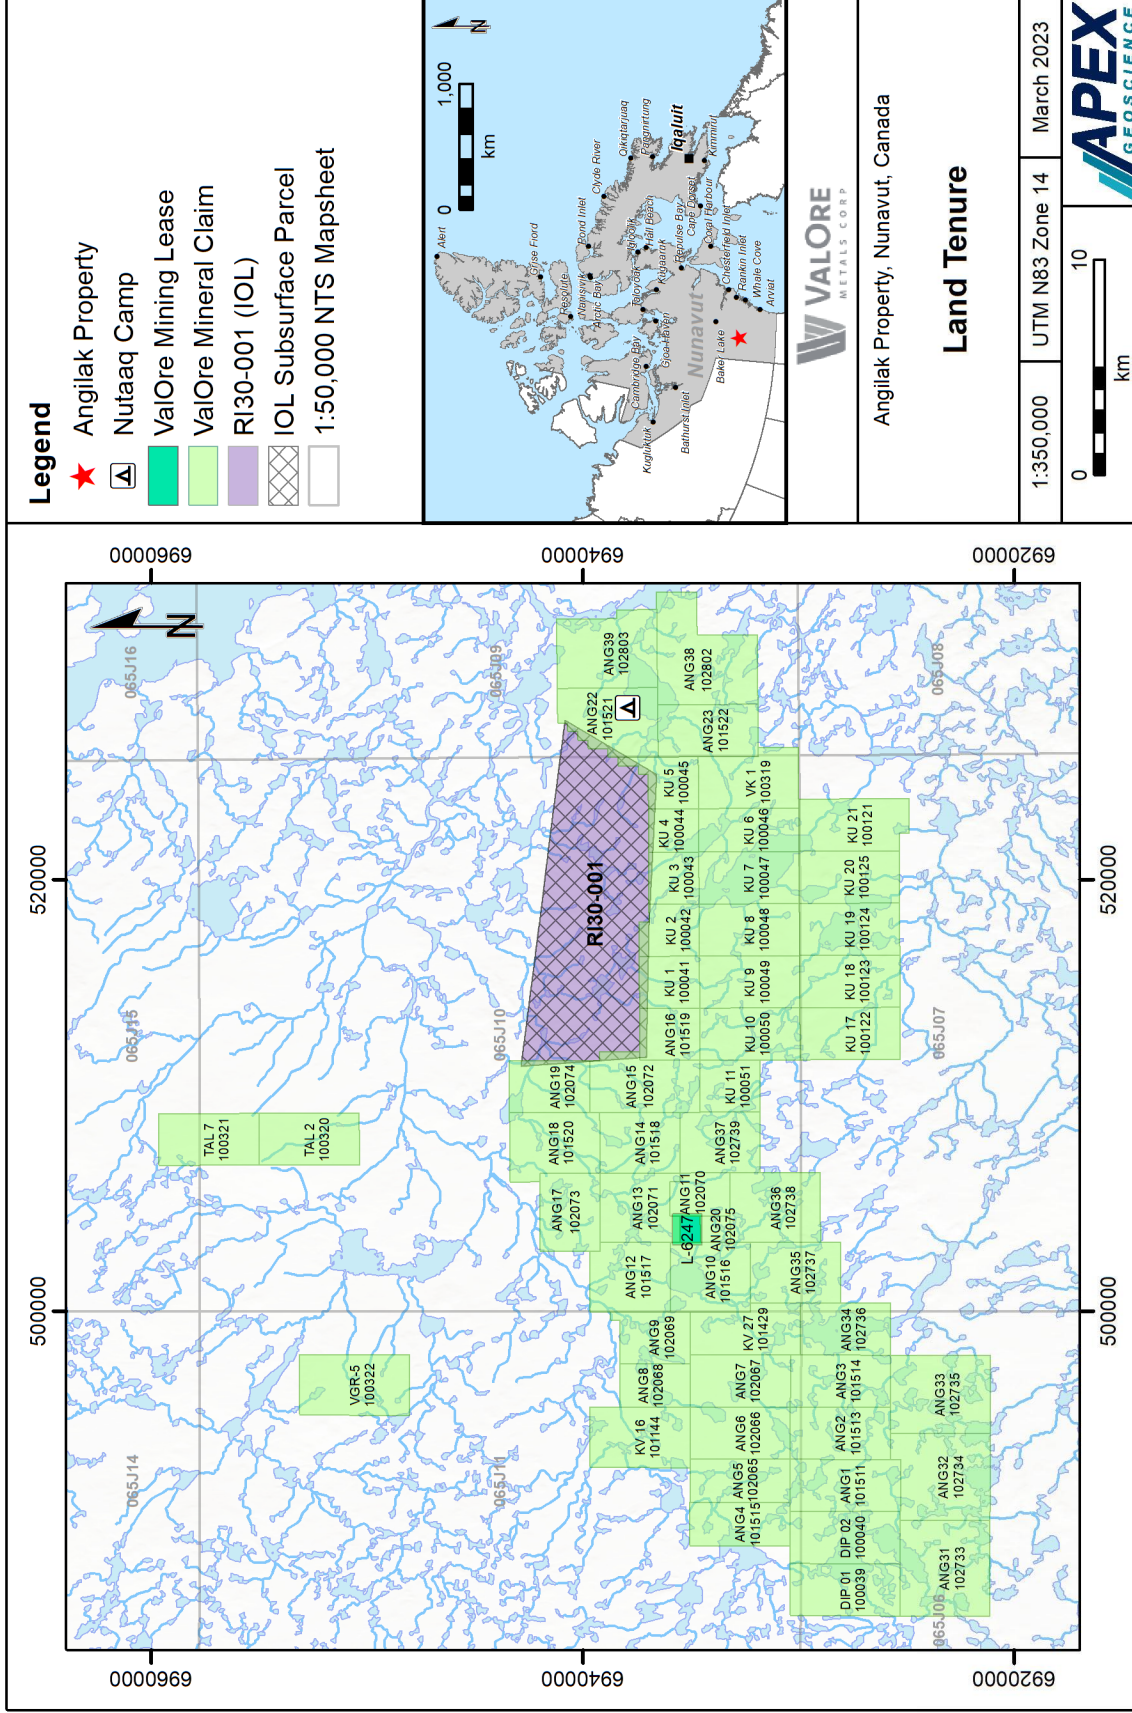 520000
500000
6960000
6940000
6920000
6960000
6940000
6920000
520000
500000
N
065J14
065J15
065J16
065J11
065J10
065J09
065J06
065J07
065J08
VGR-5
100322
TAL 7
100321
TAL 2
100320
RI30-001
ANG39
102803
ANG22
101521
ANG38
102802
ANG23
101522
ANG19
102074
ANG18
101520
ANG17
102073
ANG15
102072
ANG14
101518
ANG13
102071
ANG12
101517
ANG16
101519
KU 1
100041
KU 2
100042
KU 3
100043
KU 4
100044
KU 5
100045
KV 16
101144
ANG8
102068
ANG9
102069
L-6247
ANG11
102070
ANG10
101516
ANG20
102075
ANG37
102739
KU 11
100051
KU 10
100050
KU 9
100049
KU 8
100048
KU 7
100047
KU 6
100046
VK 1
100319
ANG4
101515
ANG5
102065
ANG6
102066
ANG7
102067
KV 27
101429
ANG35
102737
ANG36
102738
DIP 01
100039
DIP 02
100040
ANG1
101511
ANG2
101513
ANG3
101514
ANG34
102736
KU 17
100122
KU 18
100123
KU 19
100124
KU 20
100125
KU 21
100121
ANG31
102733
ANG32
102734
ANG33
102735
Legend
Angilak Property
Nutaaq Camp
ValOre Mining Lease
ValOre Mineral Claim
RI30-001 (IOL)
IOL Subsurface Parcel
1:50,000 NTS Mapsheet
0
1,000
km
N
Alert
Grise Fiord
Resolute
Pond Inlet
Nanisivik
Arctic Bay
Clyde River
Qikiqtarjuaq
Pangnirtung
Iqaluit
Kimmirut
Cape Dorset
Igloolik
Hall Beach
Taloyoak
Kugaaruk
Repulse Bay
Coral Harbour
Cambridge Bay
Gjoa Haven
Kugluktuk
Bathurst Inlet
Nunavut
Baker Lake
Chesterfield Inlet
Rankin Inlet
Whale Cove
Arviat
VALORE
METALS CORP
Angilak Property, Nunavut, Canada
Land Tenure
1:350,000
UTM N83 Zone 14
March 2023
0
10
km
APEX
GEOSCIENCE